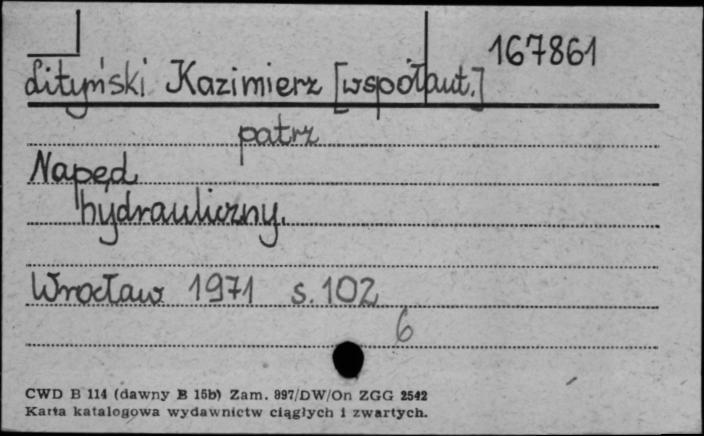 167861
Lityński Kazimierz [współaut.]
patrz
Napęd
hydrauliczny.
Wrocław 1971 s. 102
6
CWD B 114 (dawny B 15b) Zam. 897/DW/On ZGG 2542
Karta katalogowa wydawnictw ciągłych i zwartych.